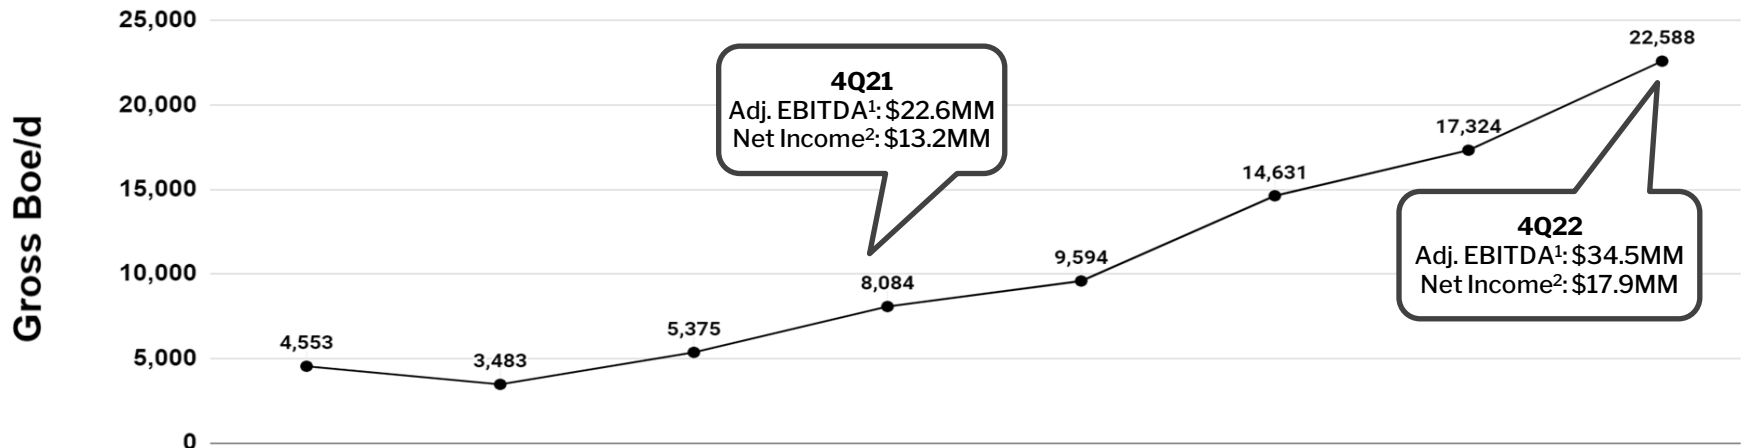 25,000
20,000
15,000
10,000
5,000
0
Gross Boe/d
4,553
3,483
5,375
8,084
9,594
14,631
17,324
22,588
4Q21
Adj. EBITDA¹: $22.6MM
Net Income²: $13.2MM
4Q22
Adj. EBITDA¹: $34.5MM
Net Income²: $17.9MM